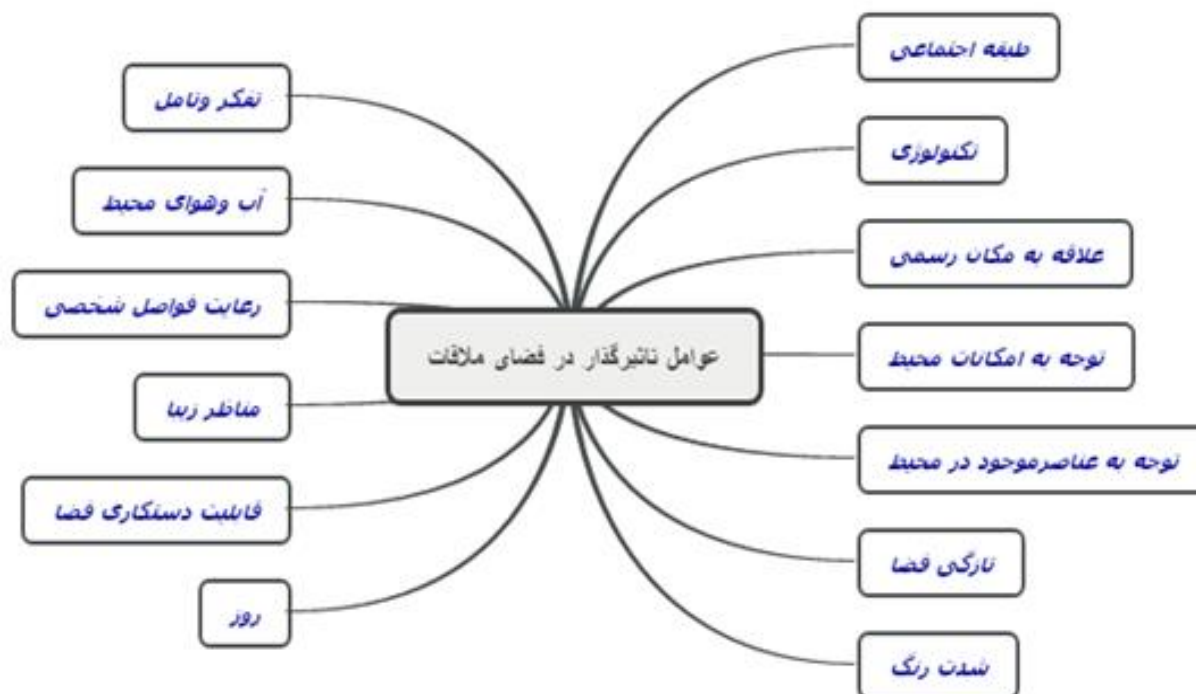 عوامل تاثیرگذار در فضای ملاقات
طبقه اجتماعی
تکنولوژی
علاقه به مکان رسمی
توجه به امکانات محیط
توجه به عناصرموجود در محیط
تازگی فضا
شدت رنگ
تفکر وتامل
آب وهوای محیط
رعایت فواصل شخصی
مناظر زیبا
قابلیت دستکاری فضا
روز